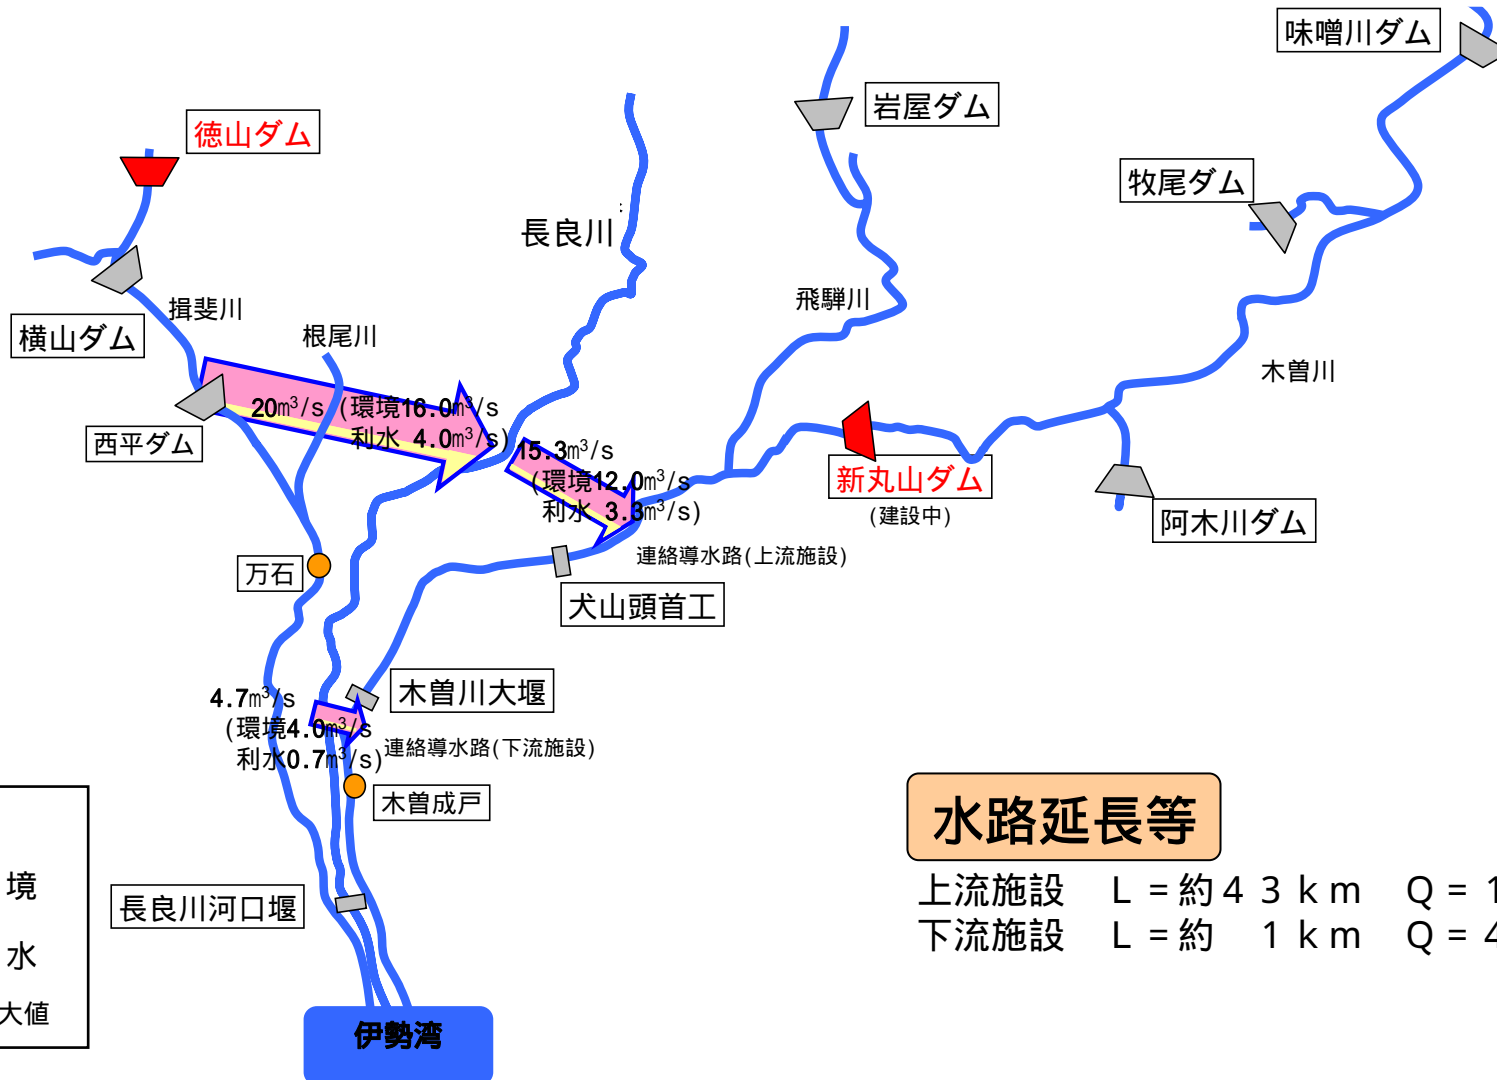 味噌川ダム
岩屋ダム
徳山ダム
牧尾ダム
長良川
飛騨川
揖斐川
横山ダム
根尾川
木曽川
20m³/s (環境16.0m³/s
利水 4.0m³/s)
西平ダム
15.3m³/s
(環境12.0m³/s
利水 3.3m³/s)
新丸山ダム
(建設中)
阿木川ダム
連絡導水路(上流施設)
万石
犬山頭首工
木曽川大堰
4.7m³/s
(環境4.0m³/s
利水0.7m³/s)
連絡導水路(下流施設)
木曽成戸
水路延長等
上流施設 L=約43km Q=1
下流施設 L=約 1km Q=4
境
水
大値
長良川河口堰
伊勢湾